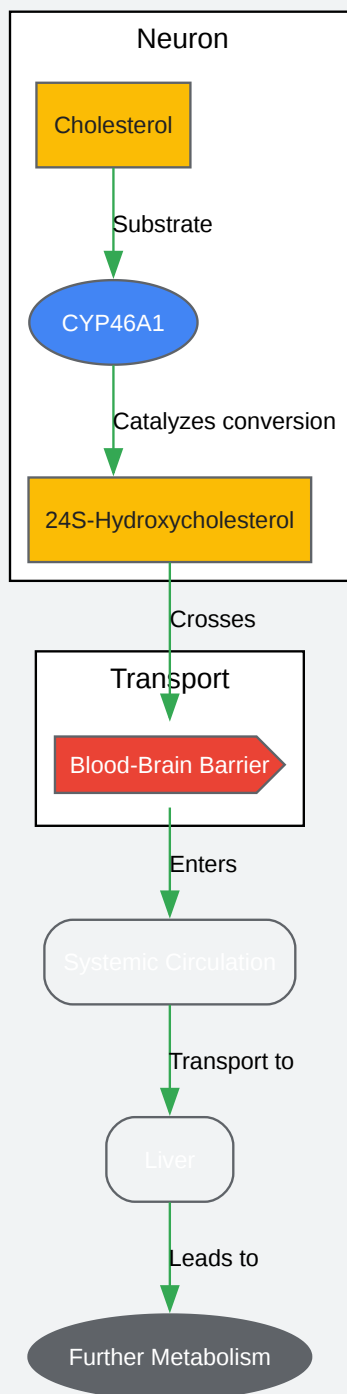 Neuron
Cholesterol
Substrate
CYP46A1
Catalyzes conversion
24S-Hydroxycholesterol
Crosses
Transport
Blood-Brain Barrier
Enters
Systemic Circulation
Transport to
Liver
Leads to
Further Metabolism